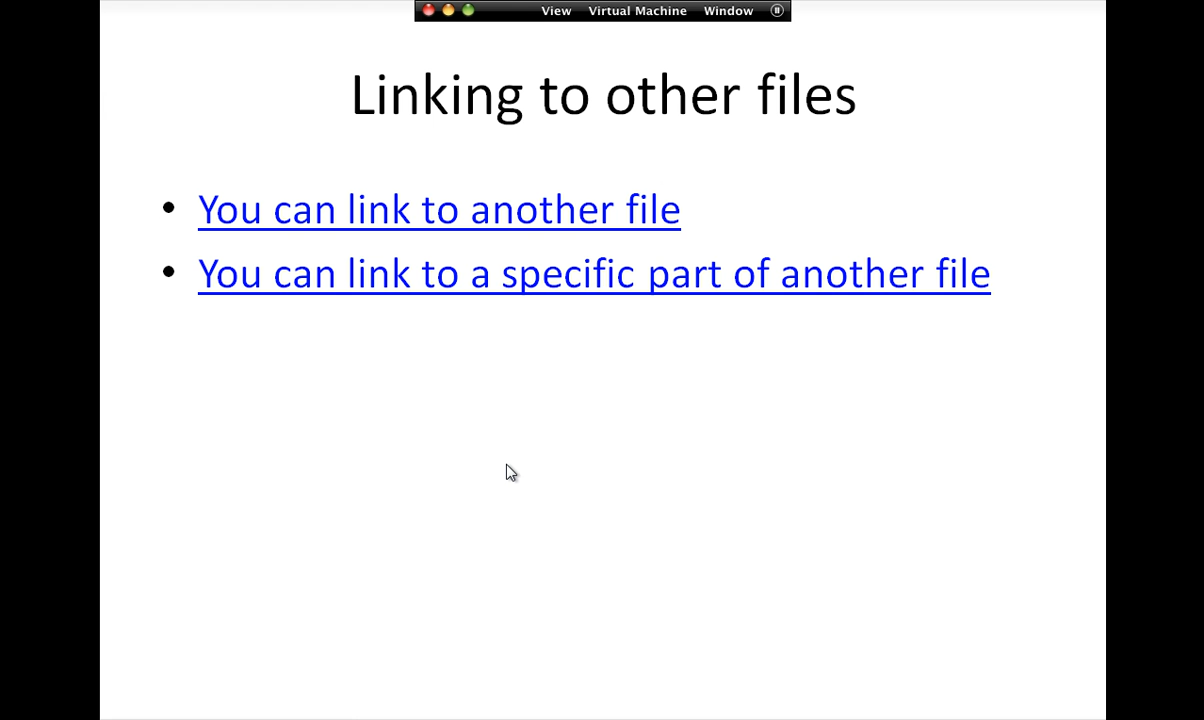 View Virtual Machine Window
Linking to other files
• You can link to another file
• You can link to a specific part of another file